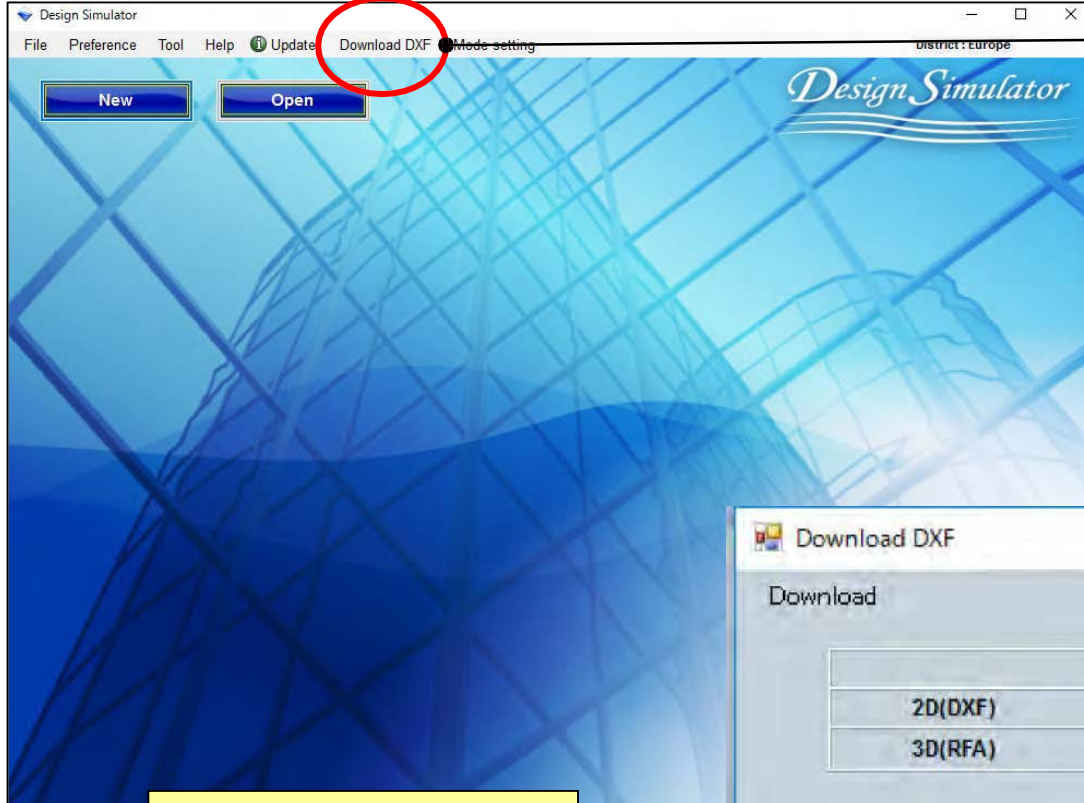 Design Simulator
File Preference Tool Help Update Download DXF Mode setting
District : Europe
New Open
Design Simulator
Download DXF
Download
2D(DXF)
3D(RFA)